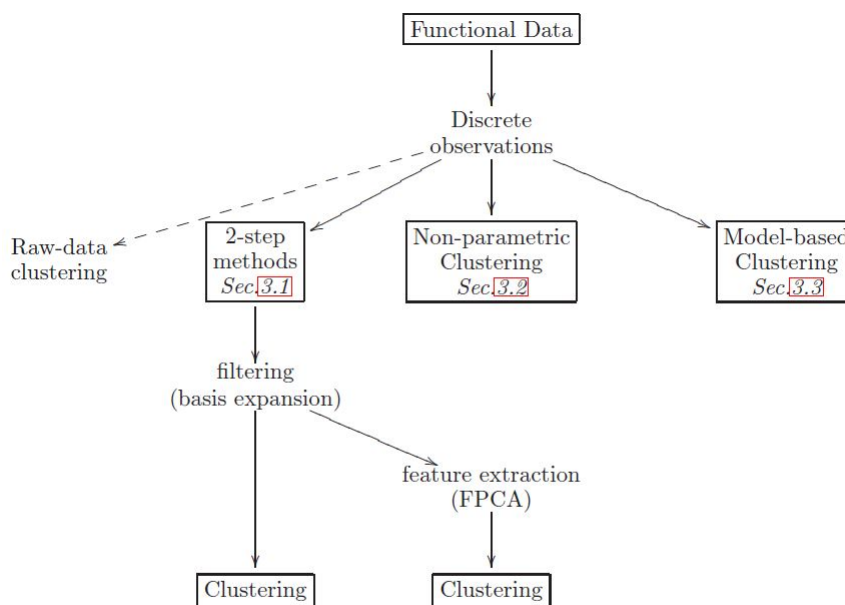 Functional Data
Discrete
observations
Raw-data
clustering
2-step
methods
Sec.3.1
Non-parametric
Clustering
Sec.3.2
Model-based
Clustering
Sec.3.3
filtering
(basis expansion)
feature extraction
(FPCA)
Clustering
Clustering